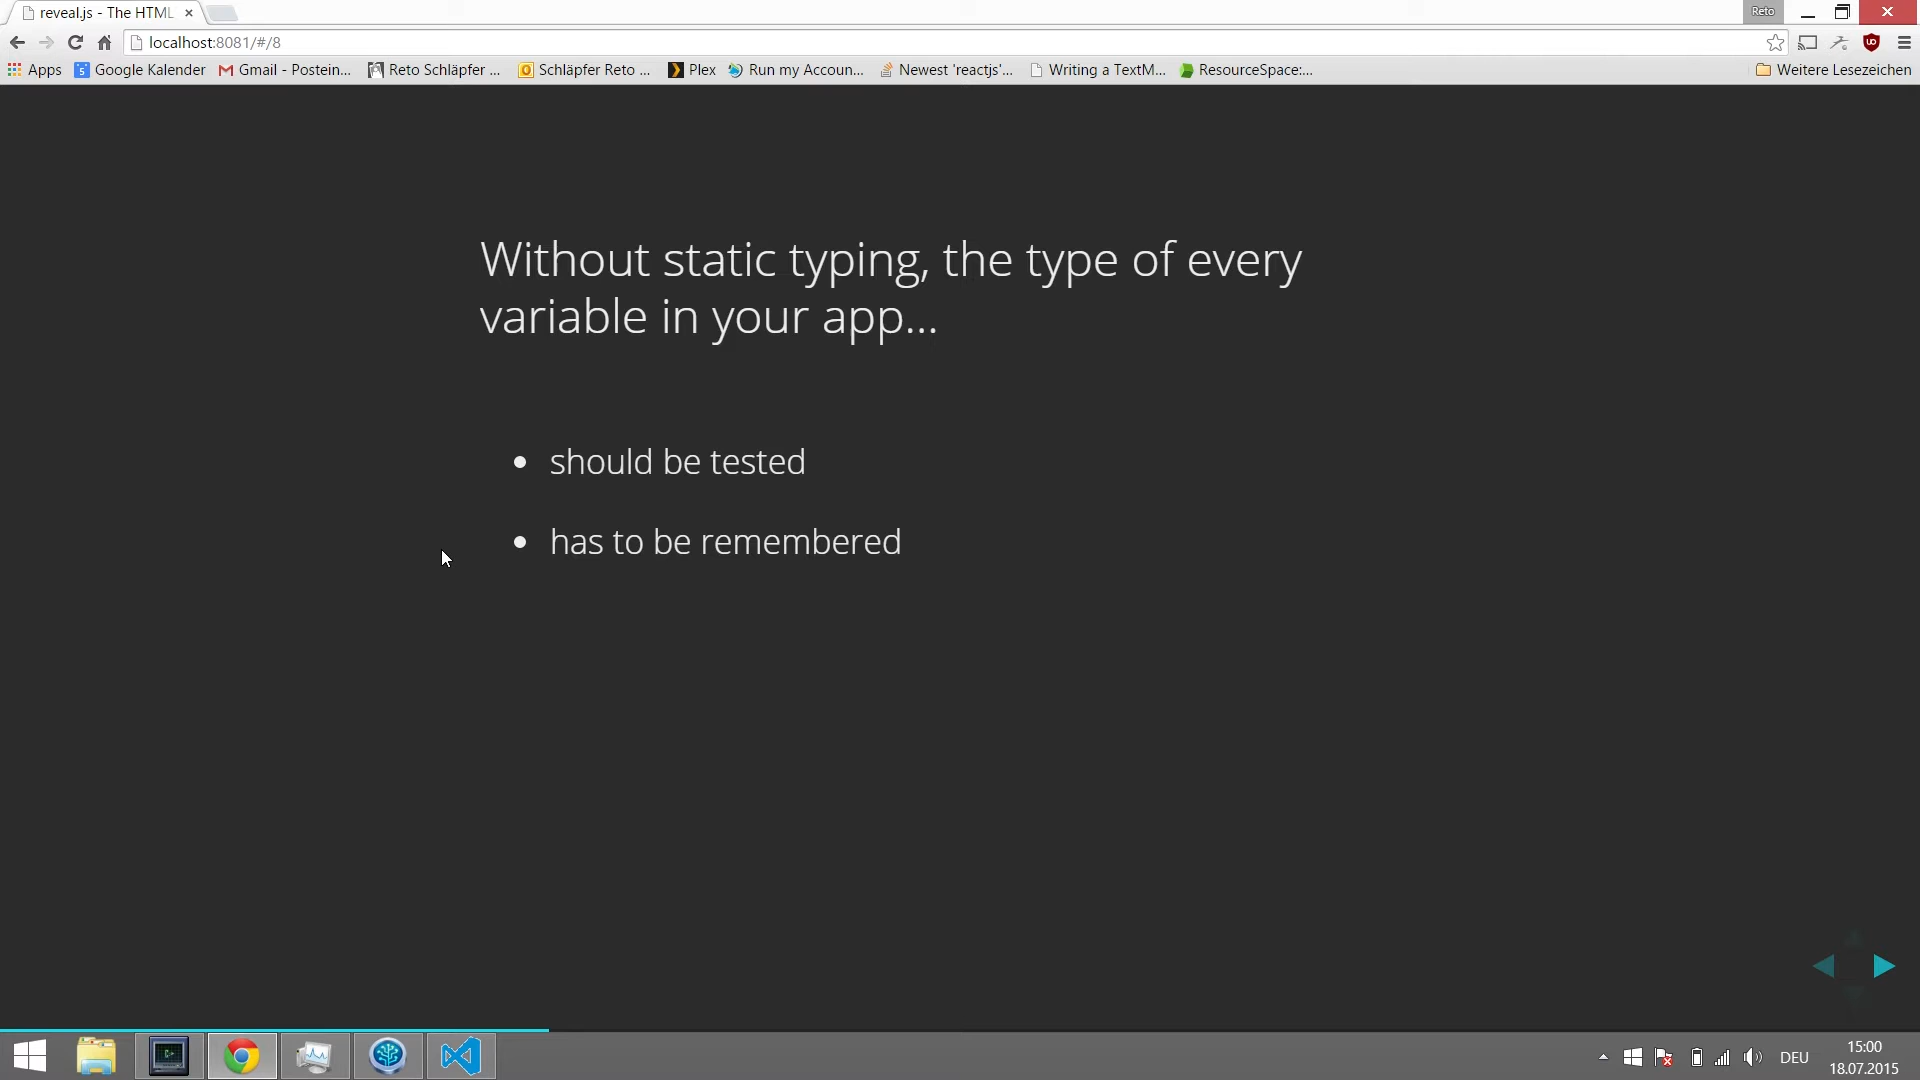 reveal.js - The HTML
Reto
localhost:8081/#/8
Apps
Google Kalender
Gmail - Postein...
Reto Schläpfer ...
Schläpfer Reto ...
Plex
Run my Accoun...
Newest 'reactjs'...
Writing a TextM...
ResourceSpace:...
Weitere Lesezeichen
Without static typing, the type of every
variable in your app...
should be tested
has to be remembered
DEU
15:00
18.07.2015